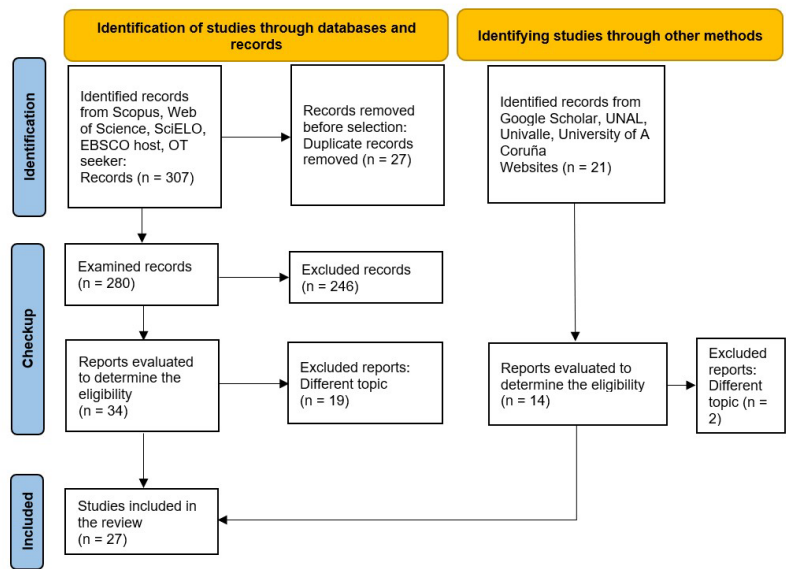 Identification of studies through databases and
records
Identifying studies through other methods
Identification
Identified records
from Scopus, Web
of Science, SciELO,
EBSCO host, OT
seeker:
Records (n = 307)
Records removed
before selection:
Duplicate records
removed (n = 27)
Identified records from
Google Scholar, UNAL,
Univalle, University of A
Coruña
Websites (n = 21)
Checkup
Examined records
(n = 280)
Excluded records
(n = 246)
Reports evaluated
to determine the
eligibility
(n = 34)
Excluded reports:
Different topic
(n = 19)
Reports evaluated to
determine the eligibility
(n = 14)
Excluded
reports:
Different
topic (n =
2)
Included
Studies included in
the review
(n = 27)